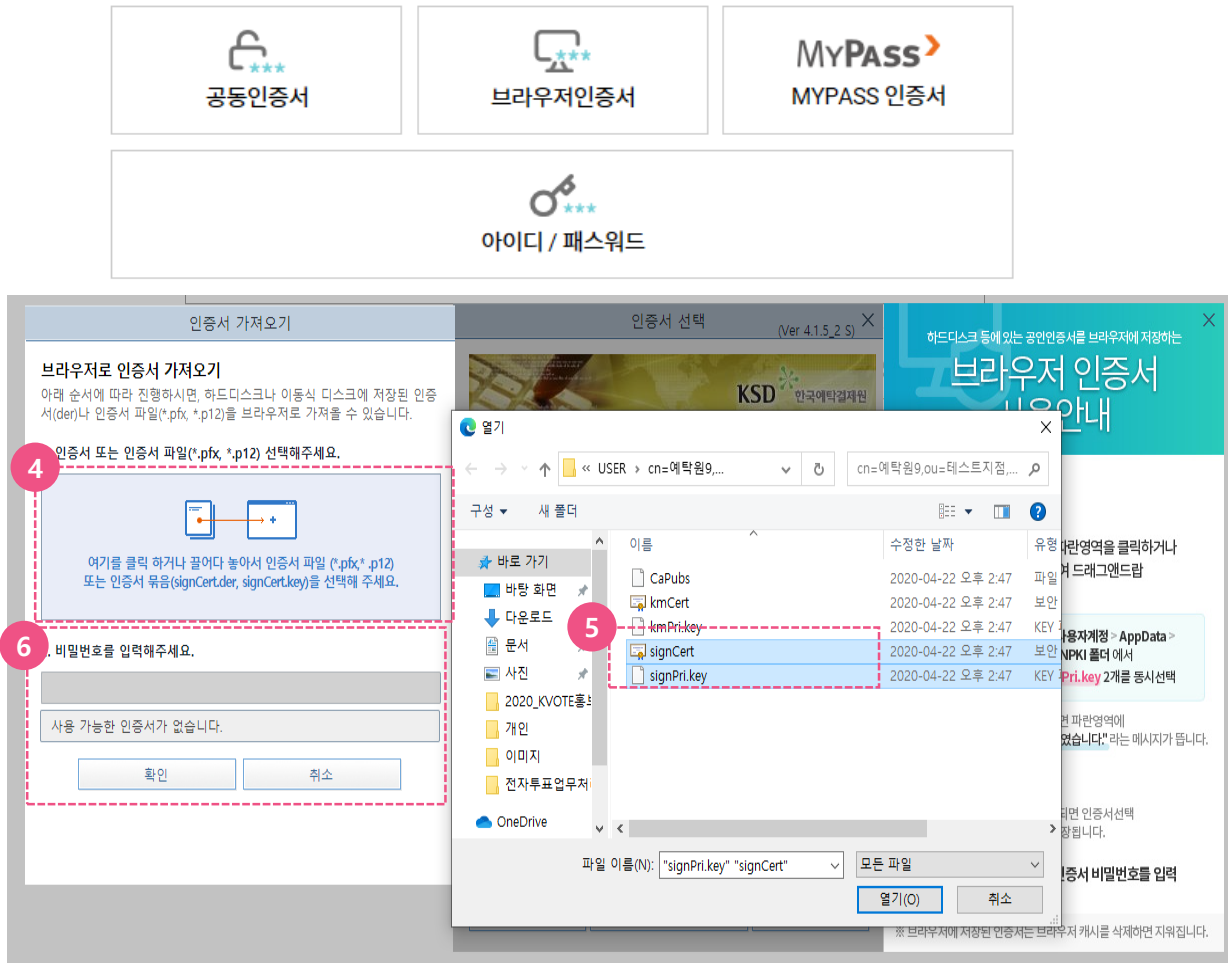 공동인증서
브라우저인증서
MYPASS
MYPASS 인증서
아이디 / 패스워드
인증서 가져오기
브라우저로 인증서 가져오기
아래 순서에 따라 진행하시면, 하드디스크나 이동식 디스크에 저장된 인증
서(der)나 인증서 파일(*.pfx, *.p12)을 브라우저로 가져올 수 있습니다.
인증서 또는 인증서 파일(*.pfx, *.p12) 선택해주세요.
4
여기를 클릭 하거나 끌어다 놓아서 인증서 파일 (*.pfx,* .p12)
또는 인증서 묶음(signCert.der, signCert.key)을 선택해 주세요.
6
. 비밀번호를 입력해주세요.
사용 가능한 인증서가 없습니다.
확인
취소
인증서 선택
(Ver 4.1.5_2 S)
KSD 한국예탁결제원
열기
« USER › cn=예탁원9,...
cn=예탁원9,ou=테스트지점,...
구성
새 폴더
이름
수정한 날짜
유형
바로 가기
바탕 화면
다운로드
문서
사진
2020_KVOTE홍보
개인
이미지
전자투표업무처리
OneDrive
CaPubs 2020-04-22 오후 2:47 파일
kmCert 2020-04-22 오후 2:47 보안
kmPri.key 2020-04-22 오후 2:47 KEY
5
signCert 2020-04-22 오후 2:47 보안
signPri.key 2020-04-22 오후 2:47 KEY
파일 이름(N): "signPri.key" "signCert"
모든 파일
열기(O)
취소
하드디스크 등에 있는 공인인증서를 브라우저에 저장하는
브라우저 인증서
사용안내
파란영역을 클릭하거나
여 드래그앤드랍
사용자계정 > AppData >
NPKI 폴더 에서
Pri.key 2개를 동시선택
면 파란영역에
였습니다." 라는 메시지가 뜹니다.
되면 인증서선택
장됩니다.
인증서 비밀번호를 입력
※ 브라우저에 저장된 인증서는 브라우저 캐시를 삭제하면 지워집니다.